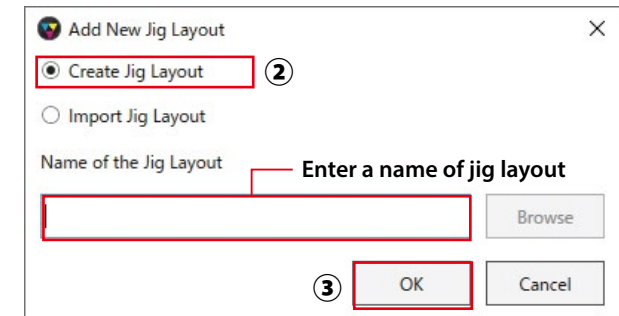 Add New Jig Layout
Create Jig Layout ②
Import Jig Layout
Name of the Jig Layout
Enter a name of jig layout
Browse
③ OK Cancel